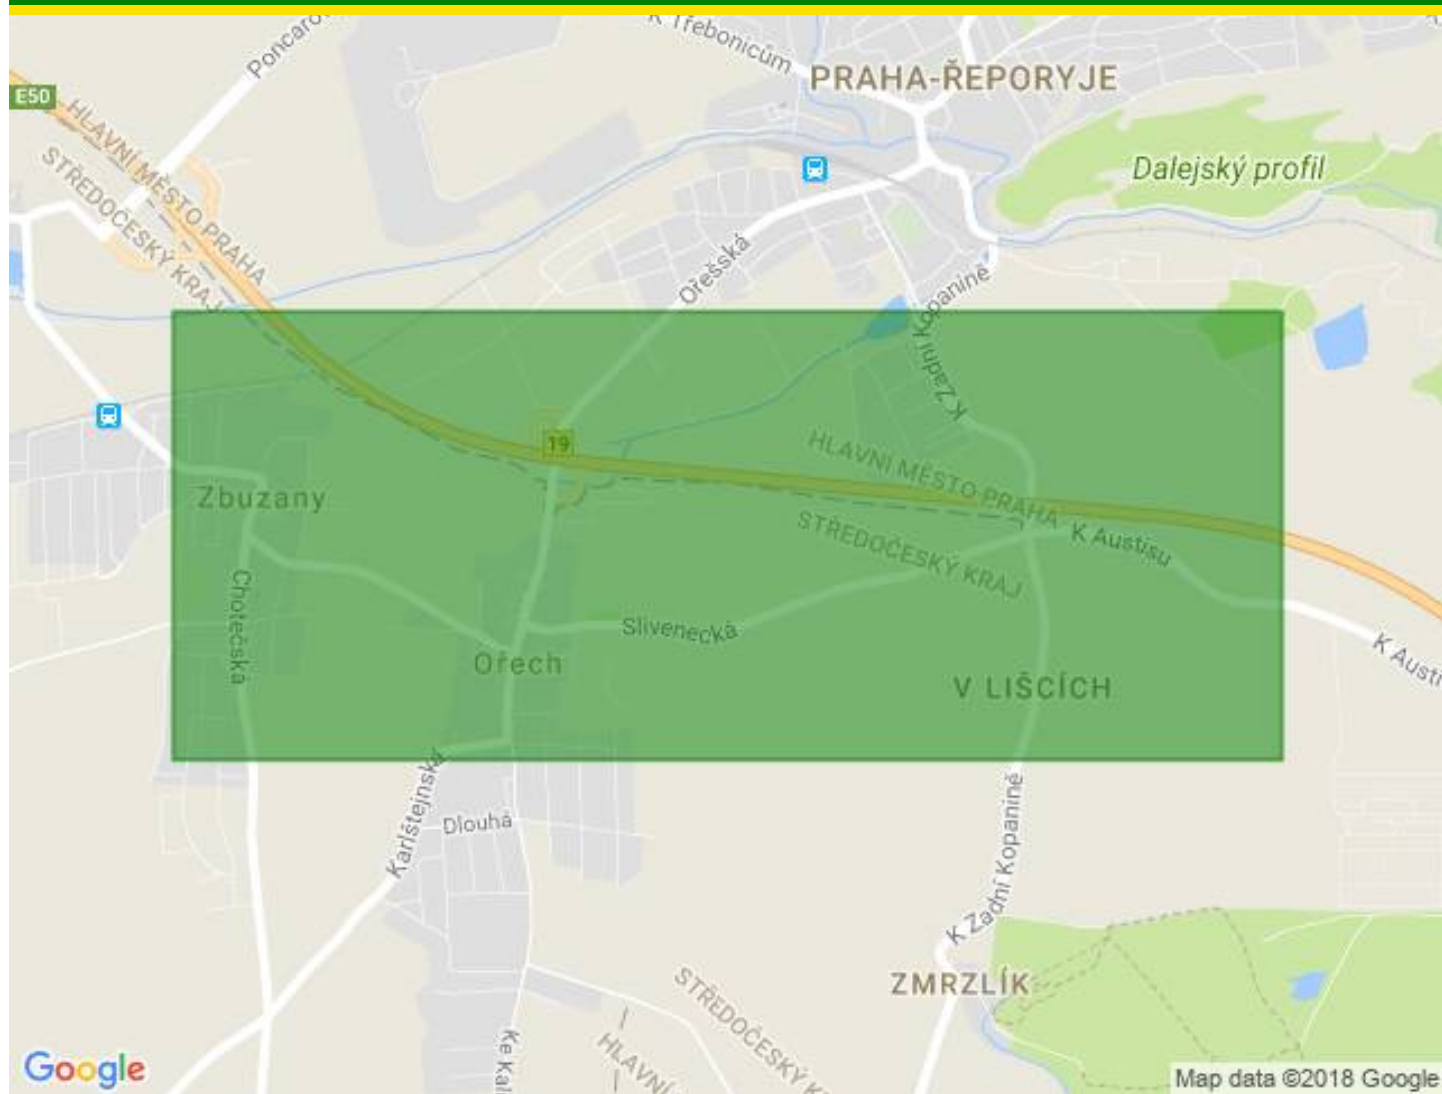 Poncarov
K Třebonicům
PRAHA-ŘEPORYJE
E50
HLAVNÍ MĚSTO PRAHA
STŘEDOČESKÝ KRAJ
Dalejský profil
Ořešská
K Zadní Kopanině
19
HLAVNÍ MĚSTO PRAHA
STŘEDOČESKÝ KRAJ
K Austisu
Zbuzany
Chotečská
Slivenecká
Ořech
V LIŠCÍCH
K Austi
Karlštejnská
Dlouhá
K Zadní Kopanině
ZMRZLÍK
STŘEDOČESKÝ K
HLAVNÍ
Ke Kal
Google
Map data ©2018 Google